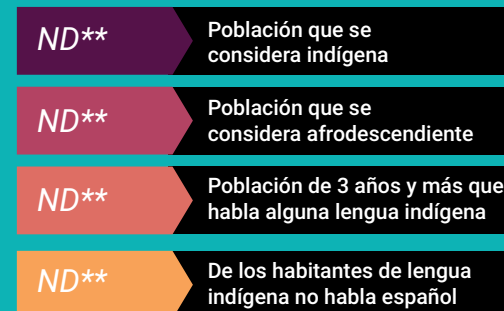 ND**
Población que se
considera indígena
ND**
Población que se
considera afrodescendiente
ND**
Población de 3 años y más que
habla alguna lengua indígena
ND**
De los habitantes de lengua
indígena no habla español